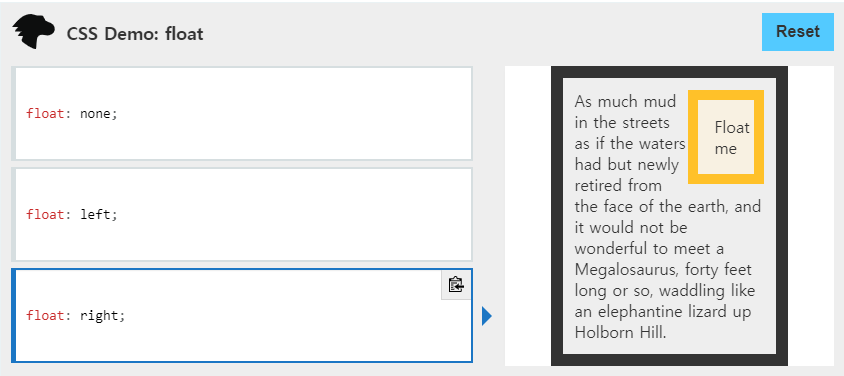 CSS Demo: float
Reset
float: none;
float: left;
float: right;
As much mud
in the streets
as if the waters
had but newly
retired from
the face of the earth, and
it would not be
wonderful to meet a
Megalosaurus, forty feet
long or so, waddling like
an elephantine lizard up
Holborn Hill.
Float
me